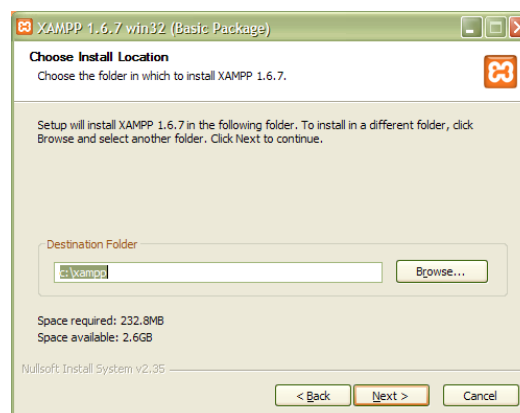 XAMPP 1.6.7 win32 (Basic Package)
Choose Install Location
Choose the folder in which to install XAMPP 1.6.7.
Setup will install XAMPP 1.6.7 in the following folder. To install in a different folder, click
Browse and select another folder. Click Next to continue.
Destination Folder
c:\xampp
Browse...
Space required: 232.8MB
Space available: 2.6GB
Nullsoft Install System v2.35
< Back Next > Cancel